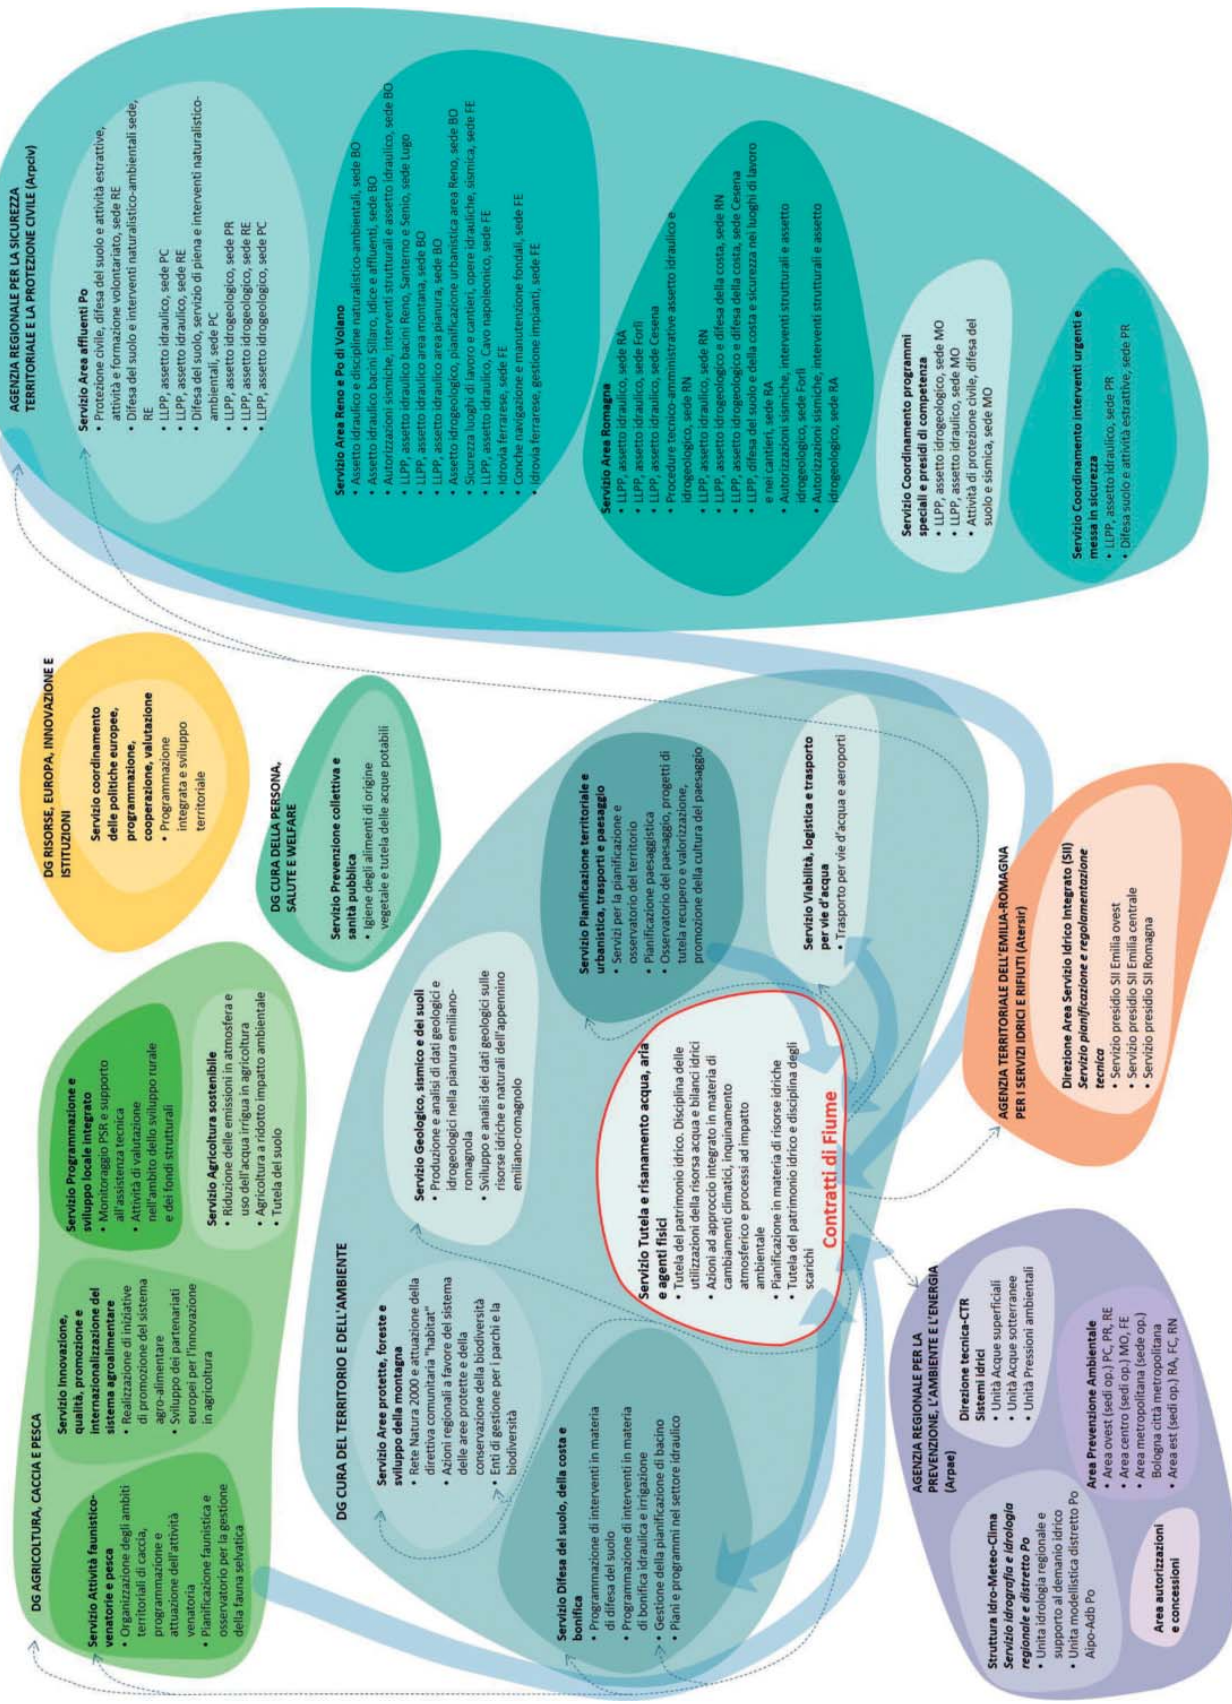 DG AGRICOLTURA, CACCIA E PESCA
Servizio Attività faunistico-
venatorie e pesca
• Organizzazione degli ambiti
territoriali di caccia,
programmazione e
attuazione dell'attività
venatoria
• Pianificazione faunistica e
osservatorio per la gestione
della fauna selvatica
Servizio Innovazione,
qualità, promozione e
internazionalizzazione del
sistema agroalimentare
• Realizzazione di iniziative
di promozione del sistema
agro-alimentare
• Sviluppo dei partenariati
europei per l'innovazione
in agricoltura
Servizio Programmazione e
sviluppo locale integrato
• Monitoraggio PSR e supporto
all'assistenza tecnica
• Attività di valutazione
nell'ambito dello sviluppo rurale
e dei fondi strutturali
Servizio Agricoltura sostenibile
• Riduzione delle emissioni in atmosfera e
uso dell'acqua irrigua in agricoltura
• Agricoltura a ridotto impatto ambientale
• Tutela del suolo
DG RISORSE, EUROPA, INNOVAZIONE E
ISTITUZIONI
Servizio coordinamento
delle politiche europee,
programmazione,
cooperazione, valutazione
• Programmazione
integrata e sviluppo
territoriale
DG CURA DELLA PERSONA,
SALUTE E WELFARE
Servizio Prevenzione collettiva e
sanità pubblica
• Igiene degli alimenti di origine
vegetale e tutela delle acque potabili
DG CURA DEL TERRITORIO E DELL'AMBIENTE
Servizio Aree protette, foreste e
sviluppo della montagna
• Rete Natura 2000 e attuazione della
direttiva comunitaria "habitat"
• Azioni regionali a favore del sistema
delle aree protette e della
conservazione della biodiversità
• Enti di gestione per i parchi e la
biodiversità
Servizio Geologico, sismico e dei suoli
• Produzione e analisi di dati geologici e
idrogeologici nella pianura emiliano-
romagnola
• Sviluppo e analisi dei dati geologici sulle
risorse idriche e naturali dell'appennino
emiliano-romagnolo
Servizio Difesa del suolo, della costa e
bonifica
• Programmazione di interventi in materia
di difesa del suolo
• Programmazione di interventi in materia
di bonifica idraulica e irrigazione
• Gestione della pianificazione di bacino
• Piani e programmi nel settore idraulico
Servizio Tutela e risanamento acqua, aria
e agenti fisici
• Tutela del patrimonio idrico. Disciplina delle
utilizzazioni della risorsa acqua e bilanci idrici
• Azioni ad approccio integrato in materia di
cambiamenti climatici, inquinamento
atmosferico e processi ad impatto
ambientale
• Pianificazione in materia di risorse idriche
• Tutela del patrimonio idrico e disciplina degli
scarichi
Contratti di Fiume
Servizio Pianificazione territoriale e
urbanistica, trasporti e paesaggio
• Servizi per la pianificazione e
osservatorio del territorio
• Pianificazione paesaggistica
• Osservatorio del paesaggio, progetti di
tutela recupero e valorizzazione,
promozione della cultura del paesaggio
Servizio Viabilità, logistica e trasporto
per vie d'acqua
• Trasporto per vie d'acqua e aeroporti
AGENZIA REGIONALE PER LA
PREVENZIONE, L'AMBIENTE E L'ENERGIA
(Arpae)
Struttura Idro-Meteo-Clima
Servizio idrografia e idrologia
regionale e distretto Po
• Unita idrologia regionale e
supporto al demanio idrico
• Unita modellistica distretto Po
Aipo-Adb Po
Direzione tecnica-CTR
Sistemi idrici
• Unità Acque superficiali
• Unità Acque sotterranee
• Unità Pressioni ambientali
Area Prevenzione Ambientale
• Area ovest (sedi op.) PC, PR, RE
• Area centro (sedi op.) MO, FE
• Area metropolitana (sede op.)
Bologna città metropolitana
• Area est (sedi op.) RA, FC, RN
Area autorizzazioni
e concessioni
AGENZIA TERRITORIALE DELL'EMILIA-ROMAGNA
PER I SERVIZI IDRICI E RIFIUTI (Atersir)
Direzione Area Servizio Idrico Integrato (SII)
Servizio pianificazione e regolamentazione
tecnica
• Servizio presidio SII Emilia ovest
• Servizio presidio SII Emilia centrale
• Servizio presidio SII Romagna
AGENZIA REGIONALE PER LA SICUREZZA
TERRITORIALE E LA PROTEZIONE CIVILE (Arpciv)
Servizio Area affluenti Po
• Protezione civile, difesa del suolo e attività estrattive,
attività e formazione volontariato, sede RE
• Difesa del suolo e interventi naturalistico-ambientali sede,
RE
• LLPP, assetto idraulico, sede PC
• LLPP, assetto idraulico, sede RE
• Difesa del suolo, servizio di piena e interventi naturalistico-
ambientali, sede PC
• LLPP, assetto idrogeologico, sede PR
• LLPP, assetto idrogeologico, sede RE
• LLPP, assetto idrogeologico, sede PC
Servizio Area Reno e Po di Volano
• Assetto idraulico e discipline naturalistico-ambientali, sede BO
• Assetto idraulico bacini Sillaro, Idice e affluenti, sede BO
• Autorizzazioni sismiche, interventi strutturali e assetto idraulico, sede BO
• LLPP, assetto idraulico bacini Reno, Santerno e Senio, sede Lugo
• LLPP, assetto idraulico area montana, sede BO
• LLPP, assetto idraulico area pianura, sede BO
• Assetto idrogeologico, pianificazione urbanistica area Reno, sede BO
• Sicurezza luoghi di lavoro e cantieri, opere idrauliche, sismica, sede FE
• LLPP, assetto idraulico, Cavo napoleonico, sede FE
• Idrovia ferrarese, sede FE
• Conche navigazione e manutenzione fondali, sede FE
• Idrovia ferrarese, gestione impianti, sede FE
Servizio Area Romagna
• LLPP, assetto idraulico, sede RA
• LLPP, assetto idraulico, sede Forlì
• LLPP, assetto idraulico, sede Cesena
• Procedure tecnico-amministrative assetto idraulico e
idrogeologico, sede RN
• LLPP, assetto idraulico, sede RN
• LLPP, assetto idrogeologico e difesa della costa, sede RN
• LLPP, assetto idrogeologico e difesa della costa, sede Cesena
• LLPP, difesa del suolo e della costa e sicurezza nei luoghi di lavoro
e nei cantieri, sede RA
• Autorizzazioni sismiche, interventi strutturali e assetto
idrogeologico, sede Forlì
• Autorizzazioni sismiche, interventi strutturali e assetto
idrogeologico, sede RA
Servizio Coordinamento programmi
speciali e presidi di competenza
• LLPP, assetto idrogeologico, sede MO
• LLPP, assetto idraulico, sede MO
• Attività di protezione civile, difesa del
suolo e sismica, sede MO
Servizio Coordinamento interventi urgenti e
messa in sicurezza
• LLPP, assetto idraulico, sede PR
• Difesa suolo e attività estrattive, sede PR